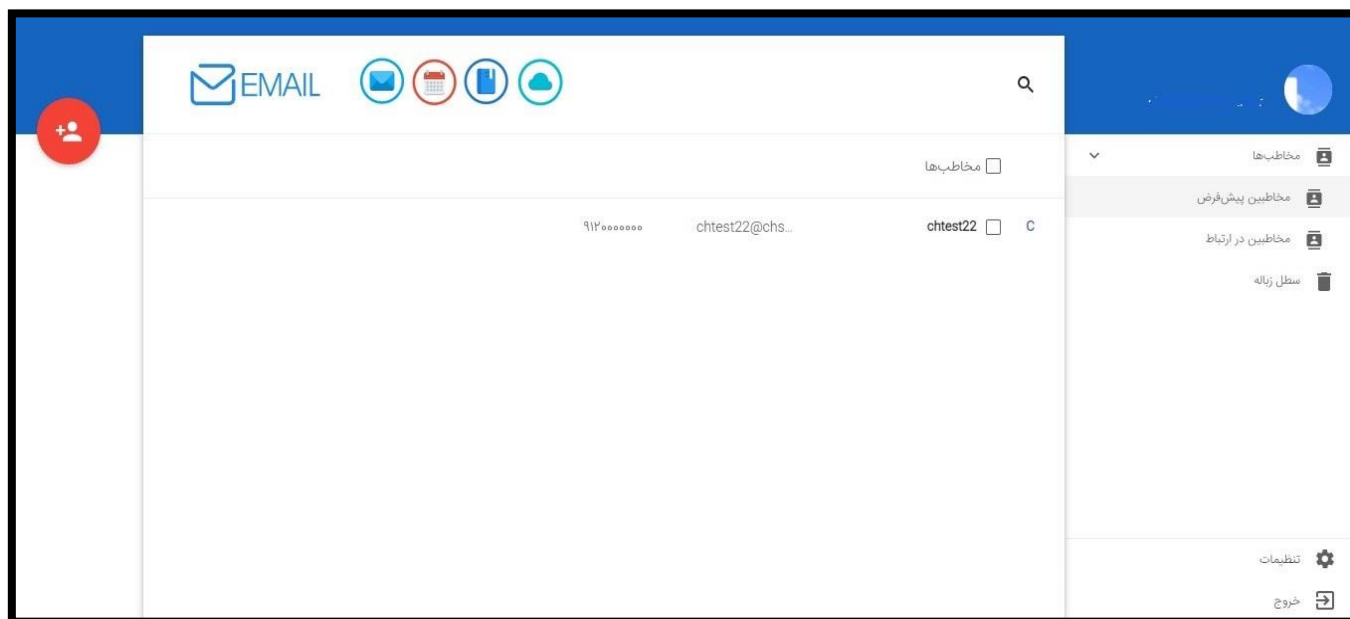 EMAIL
مخاطب‌ها
مخاطبین پیش‌فرض
مخاطبین در ارتباط
سطل زباله
تنظیمات
خروج
مخاطب‌ها
C chtest22 chtest22@chs... ۹۱۲۰۰۰۰۰۰۰